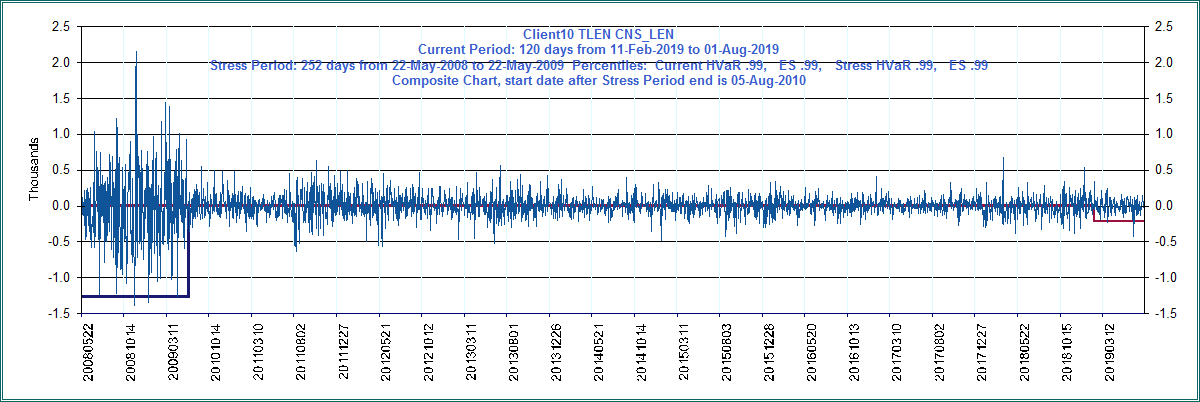 Client10 TLEN CNS_LEN
Current Period: 120 days from 11-Feb-2019 to 01-Aug-2019
Stress Period: 252 days from 22-May-2008 to 22-May-2009 Percentiles: Current HVaR .99, ES .99, Stress HVaR .99, ES .99
Composite Chart, start date after Stress Period end is 05-Aug-2010
Thousands
2.5 2.5
2.0 2.0
1.5 1.5
1.0 1.0
0.5 0.5
0.0 0.0
-0.5 -0.5
-1.0 -1.0
-1.5 -1.5
20080522 20081014 20090311 20101014 20110310 20110802 20111227 20120521 20121012 20130311 20130801 20131226 20140521 20141014 20150311 20150803 20151228 20160520 20161013 20170310 20170802 20171227 20180522 20181015 20190312